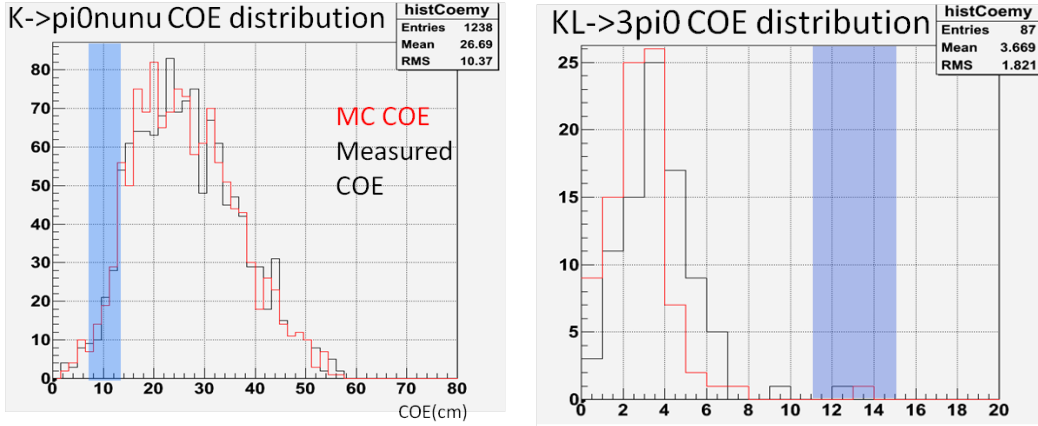 K->pi0nunu COE distribution
histCoemy
Entries 1238
Mean 26.69
RMS 10.37
80
70
60
50
40
30
20
10
0
0 10 20 30 40 50 60 70 80
COE(cm)
MC COE
Measured
COE
KL->3pi0 COE distribution
histCoemy
Entries 87
Mean 3.669
RMS 1.821
25
20
15
10
5
0
0 2 4 6 8 10 12 14 16 18 20